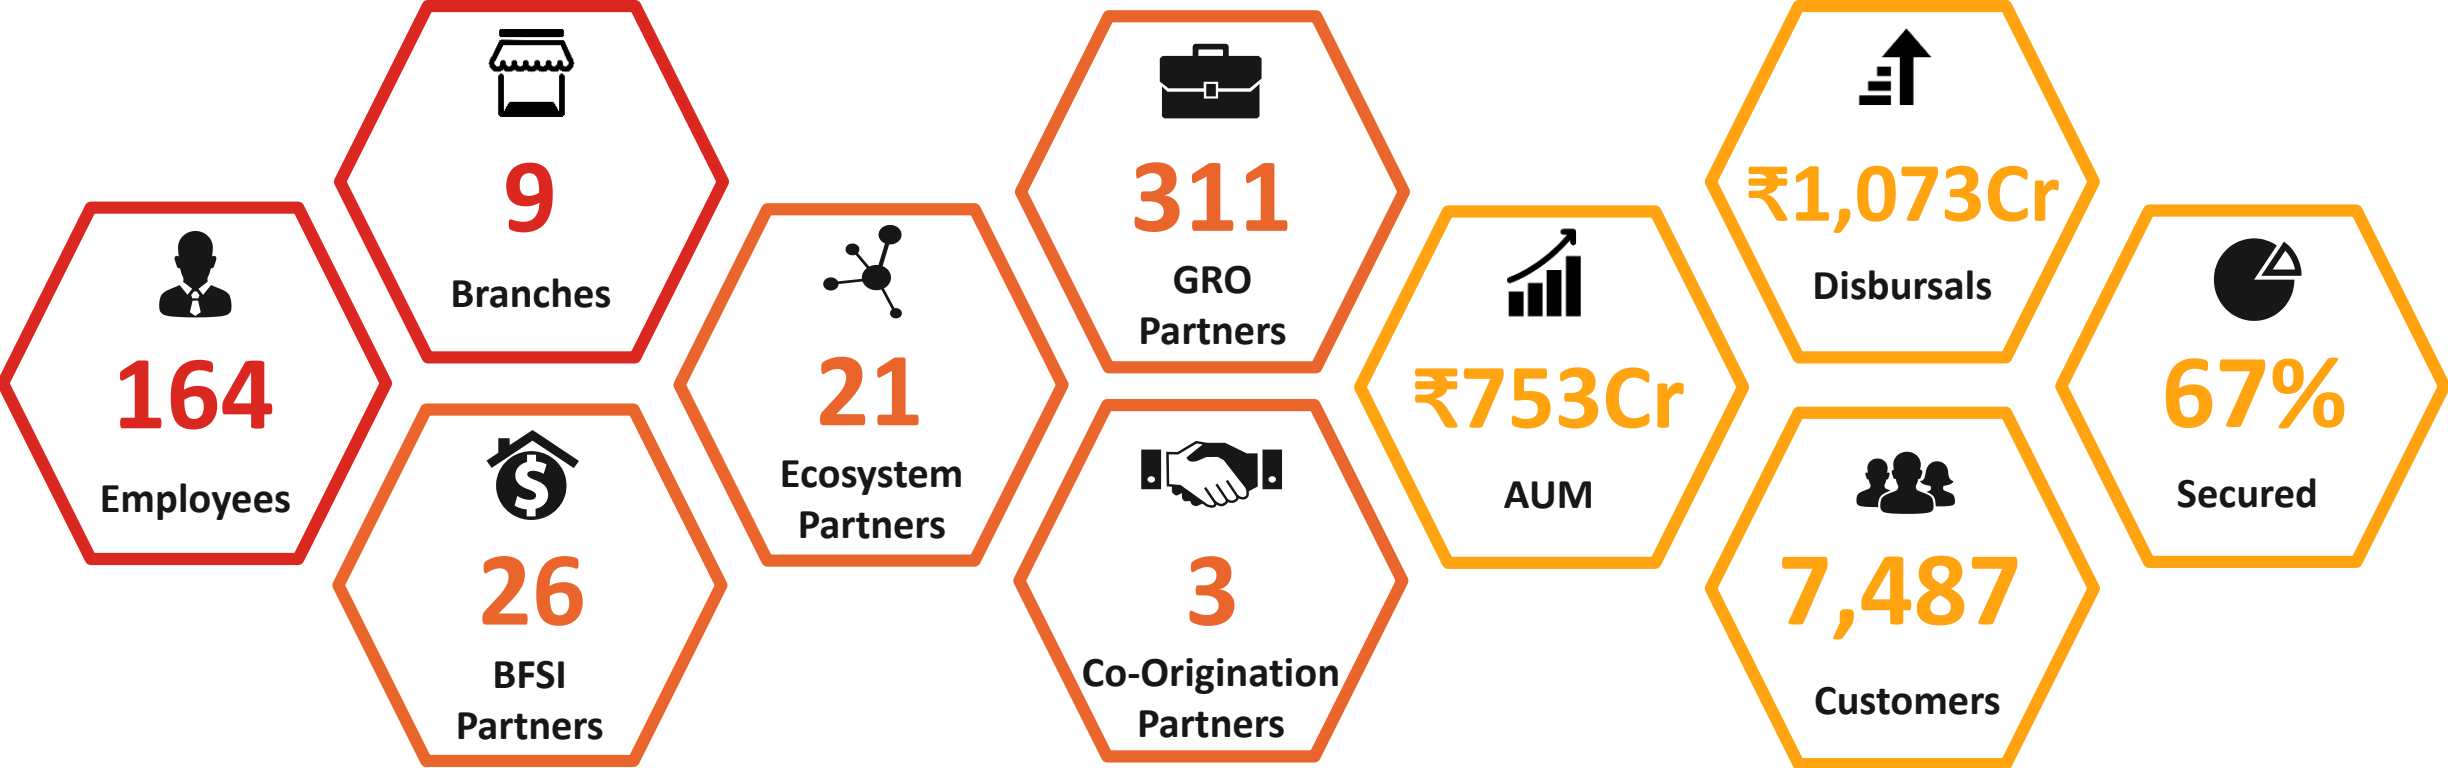 164
Employees
9
Branches
26
BFSI
Partners
21
Ecosystem
Partners
311
GRO
Partners
3
Co-Origination
Partners
₹753Cr
AUM
₹1,073Cr
Disbursals
7,487
Customers
67%
Secured